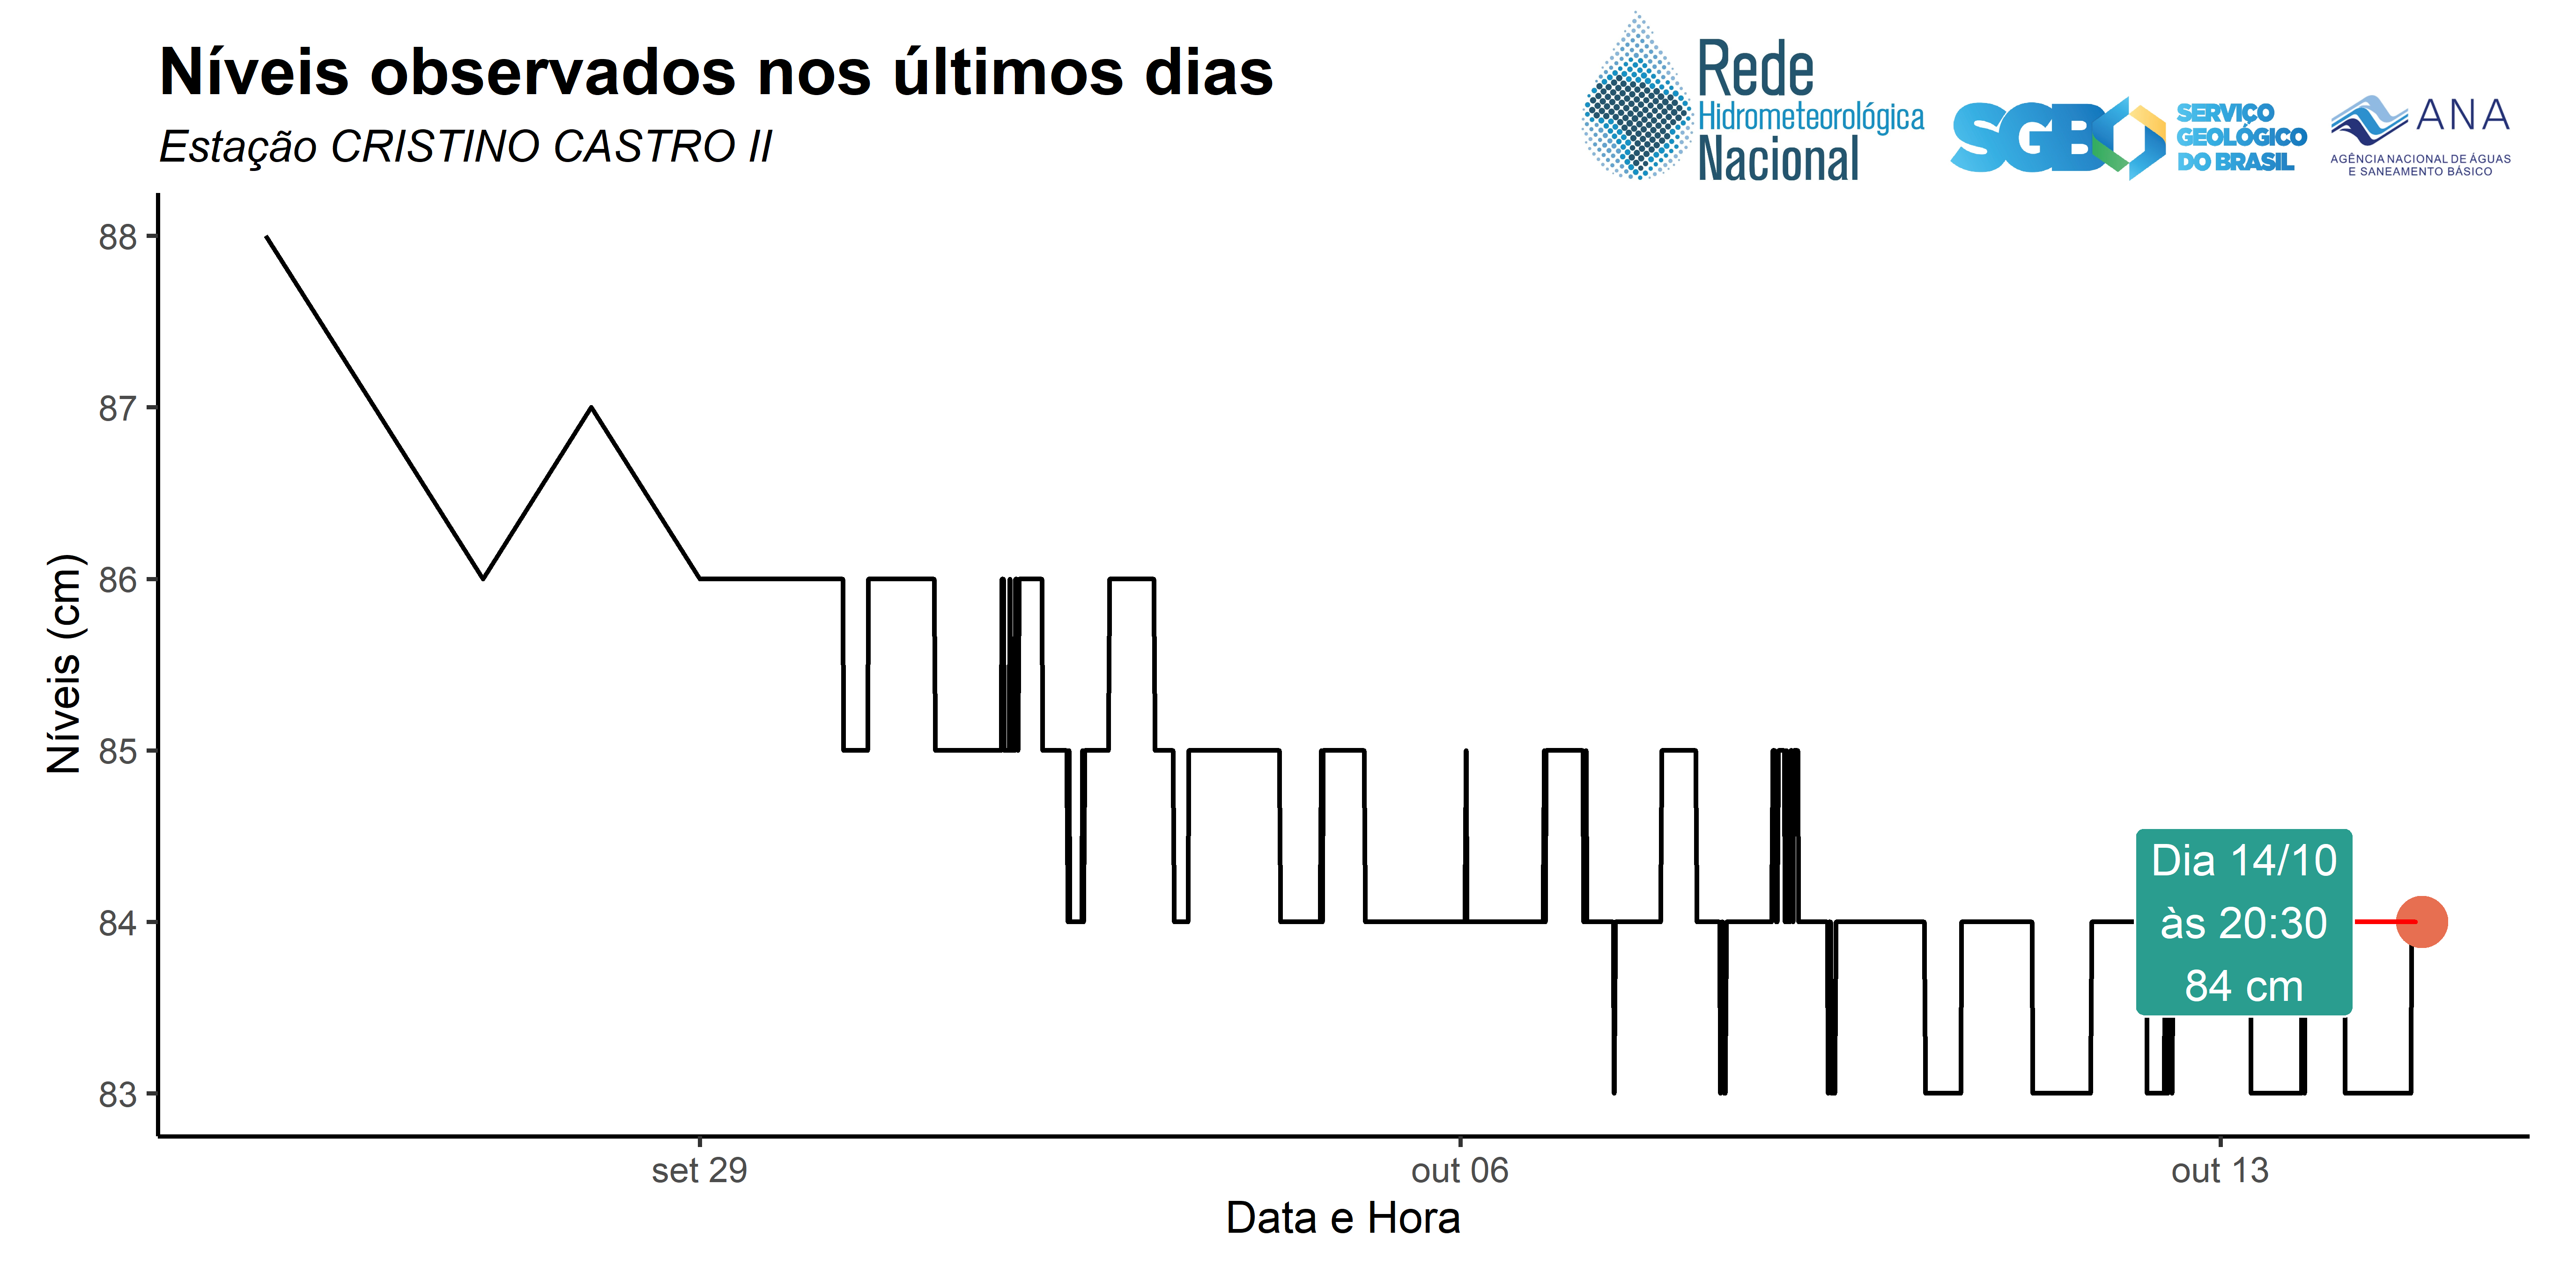 Níveis observados nos últimos dias
Estação CRISTINO CASTRO II
Rede
Hidrometeorológica
Nacional
SGB
SERVIÇO
GEOLÓGICO
DO BRASIL
ANA
AGÊNCIA NACIONAL DE ÁGUAS
E SANEAMENTO BÁSICO
Níveis (cm)
88
87
86
85
84
83
Dia 14/10
às 20:30
84 cm
set 29
out 06
out 13
Data e Hora